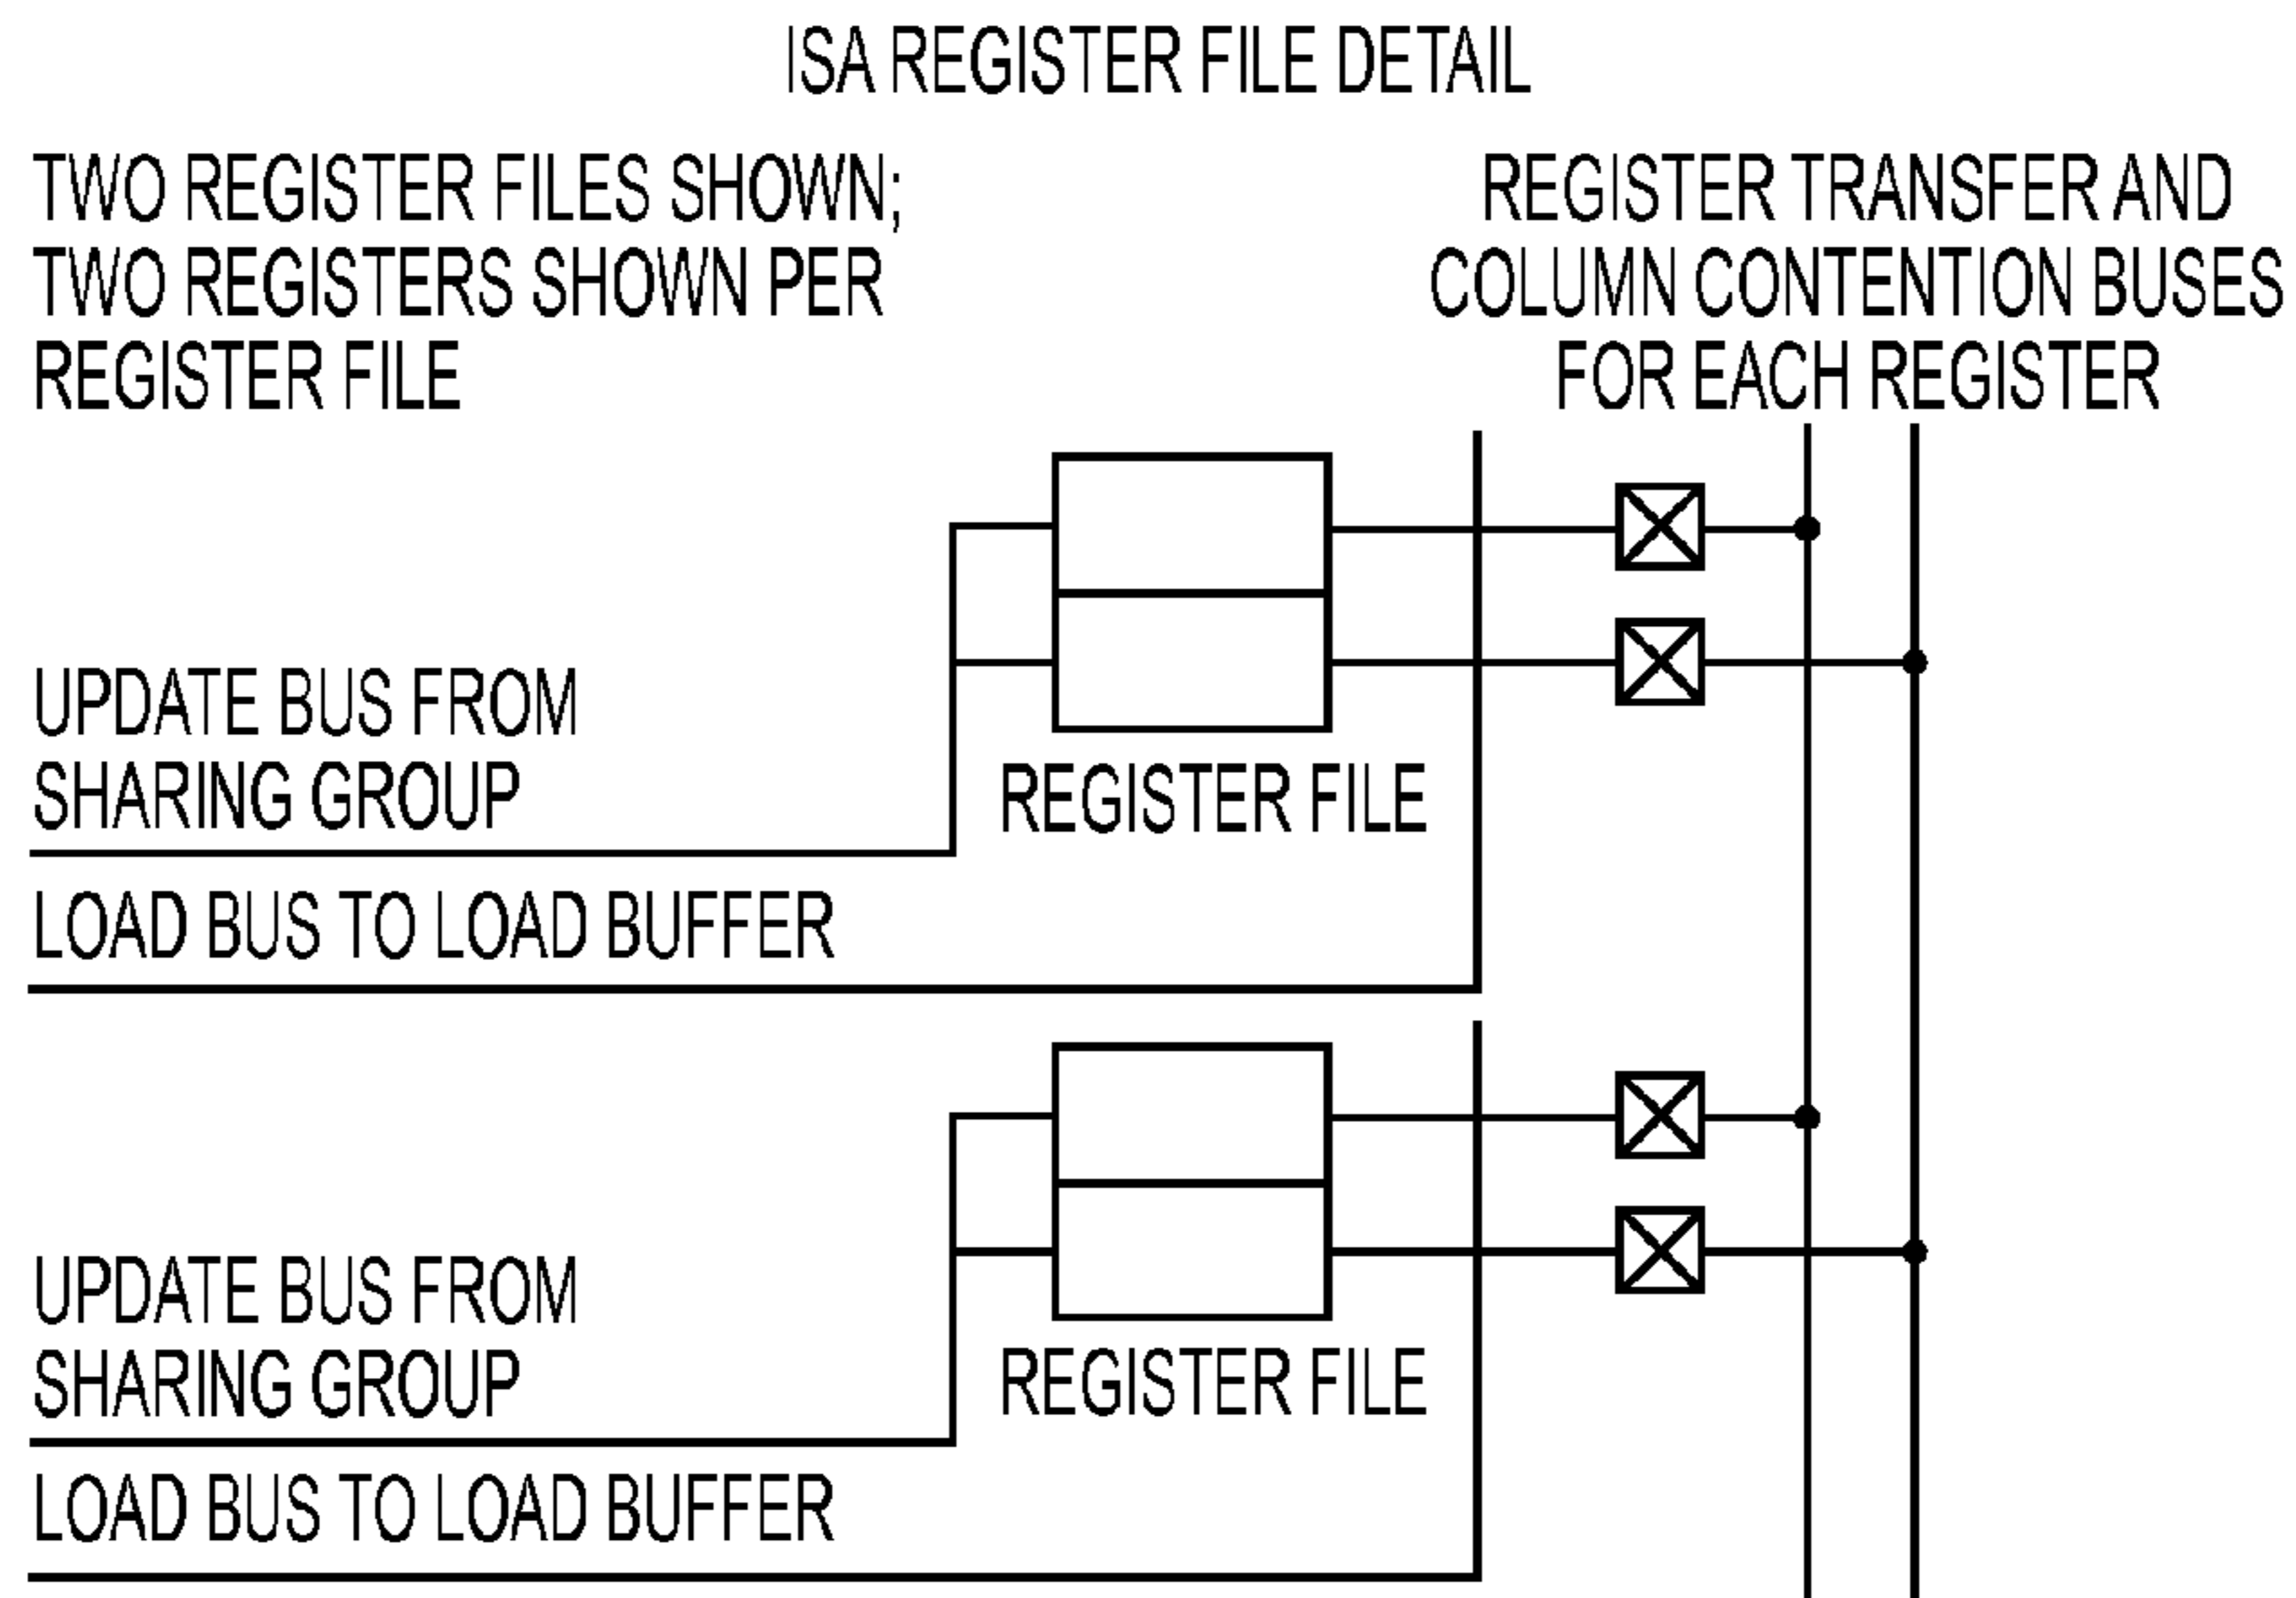 ISA REGISTER FILE DETAIL
TWO REGISTER FILES SHOWN;
TWO REGISTERS SHOWN PER
REGISTER FILE
REGISTER TRANSFER AND
COLUMN CONTENTION BUSES
FOR EACH REGISTER
UPDATE BUS FROM
SHARING GROUP
REGISTER FILE
LOAD BUS TO LOAD BUFFER
UPDATE BUS FROM
SHARING GROUP
REGISTER FILE
LOAD BUS TO LOAD BUFFER